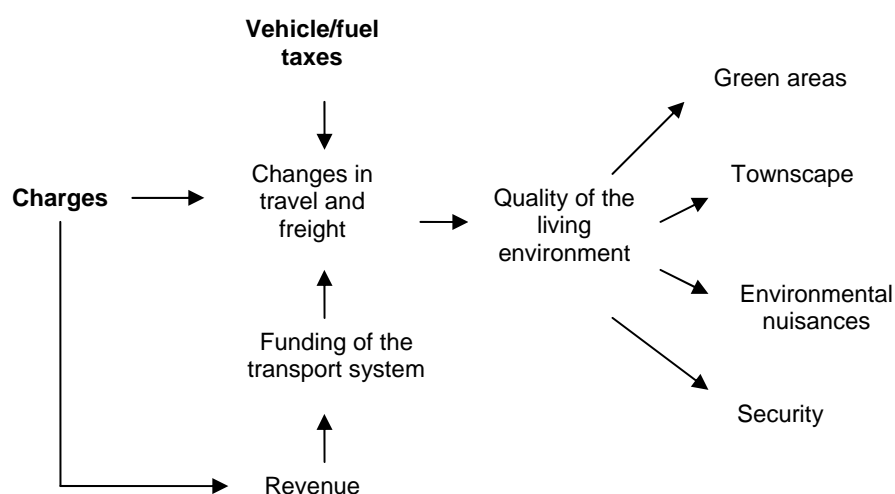 Vehicle/fuel
taxes
Green areas
Charges
Changes in
travel and
freight
Quality of the
living
environment
Townscape
Environmental
nuisances
Funding of the
transport system
Security
Revenue